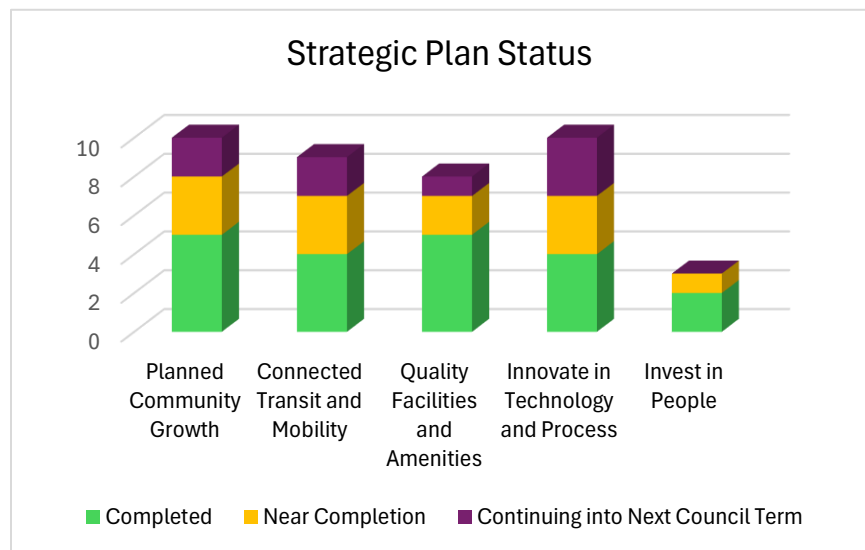 Strategic Plan Status
10
8
6
4
2
0
Planned
Community
Growth
Connected
Transit and
Mobility
Quality
Facilities
and
Amenities
Innovate in
Technology
and Process
Invest in
People
Completed
Near Completion
Continuing into Next Council Term